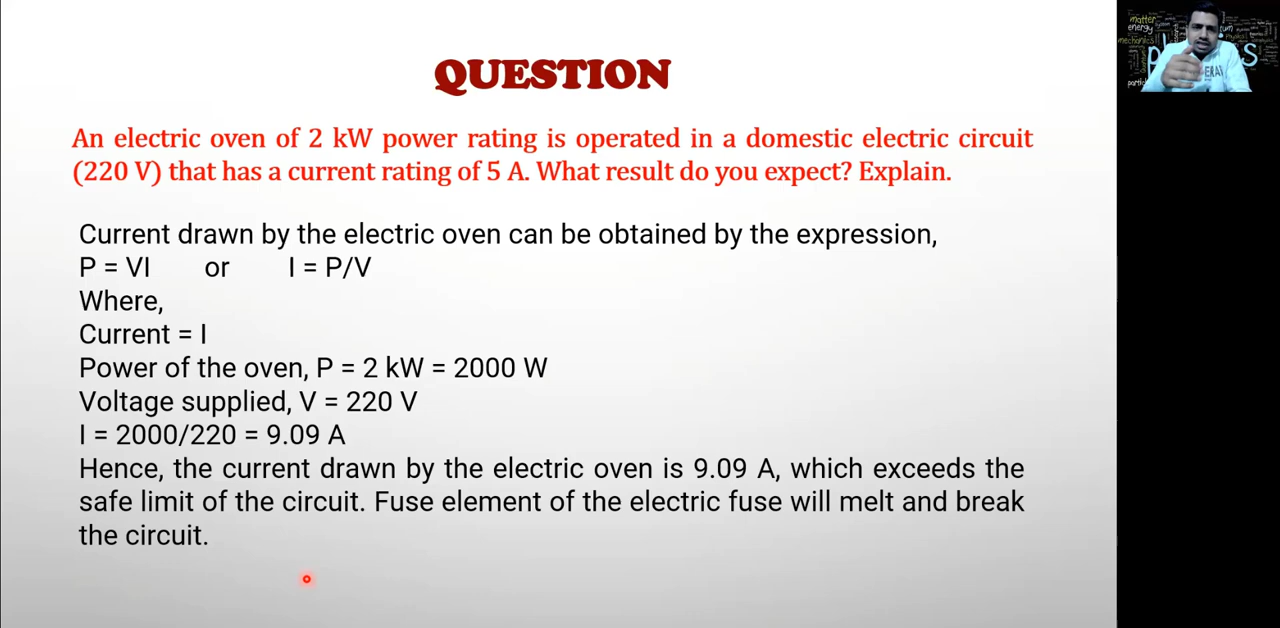 QUESTION
An electric oven of 2 kW power rating is operated in a domestic electric circuit
(220 V) that has a current rating of 5 A. What result do you expect? Explain.
Current drawn by the electric oven can be obtained by the expression,
P = VI or I = P/V
Where,
Current = I
Power of the oven, P = 2 kW = 2000 W
Voltage supplied, V = 220 V
I = 2000/220 = 9.09 A
Hence, the current drawn by the electric oven is 9.09 A, which exceeds the
safe limit of the circuit. Fuse element of the electric fuse will melt and break
the circuit.
matter
energy
mechanics